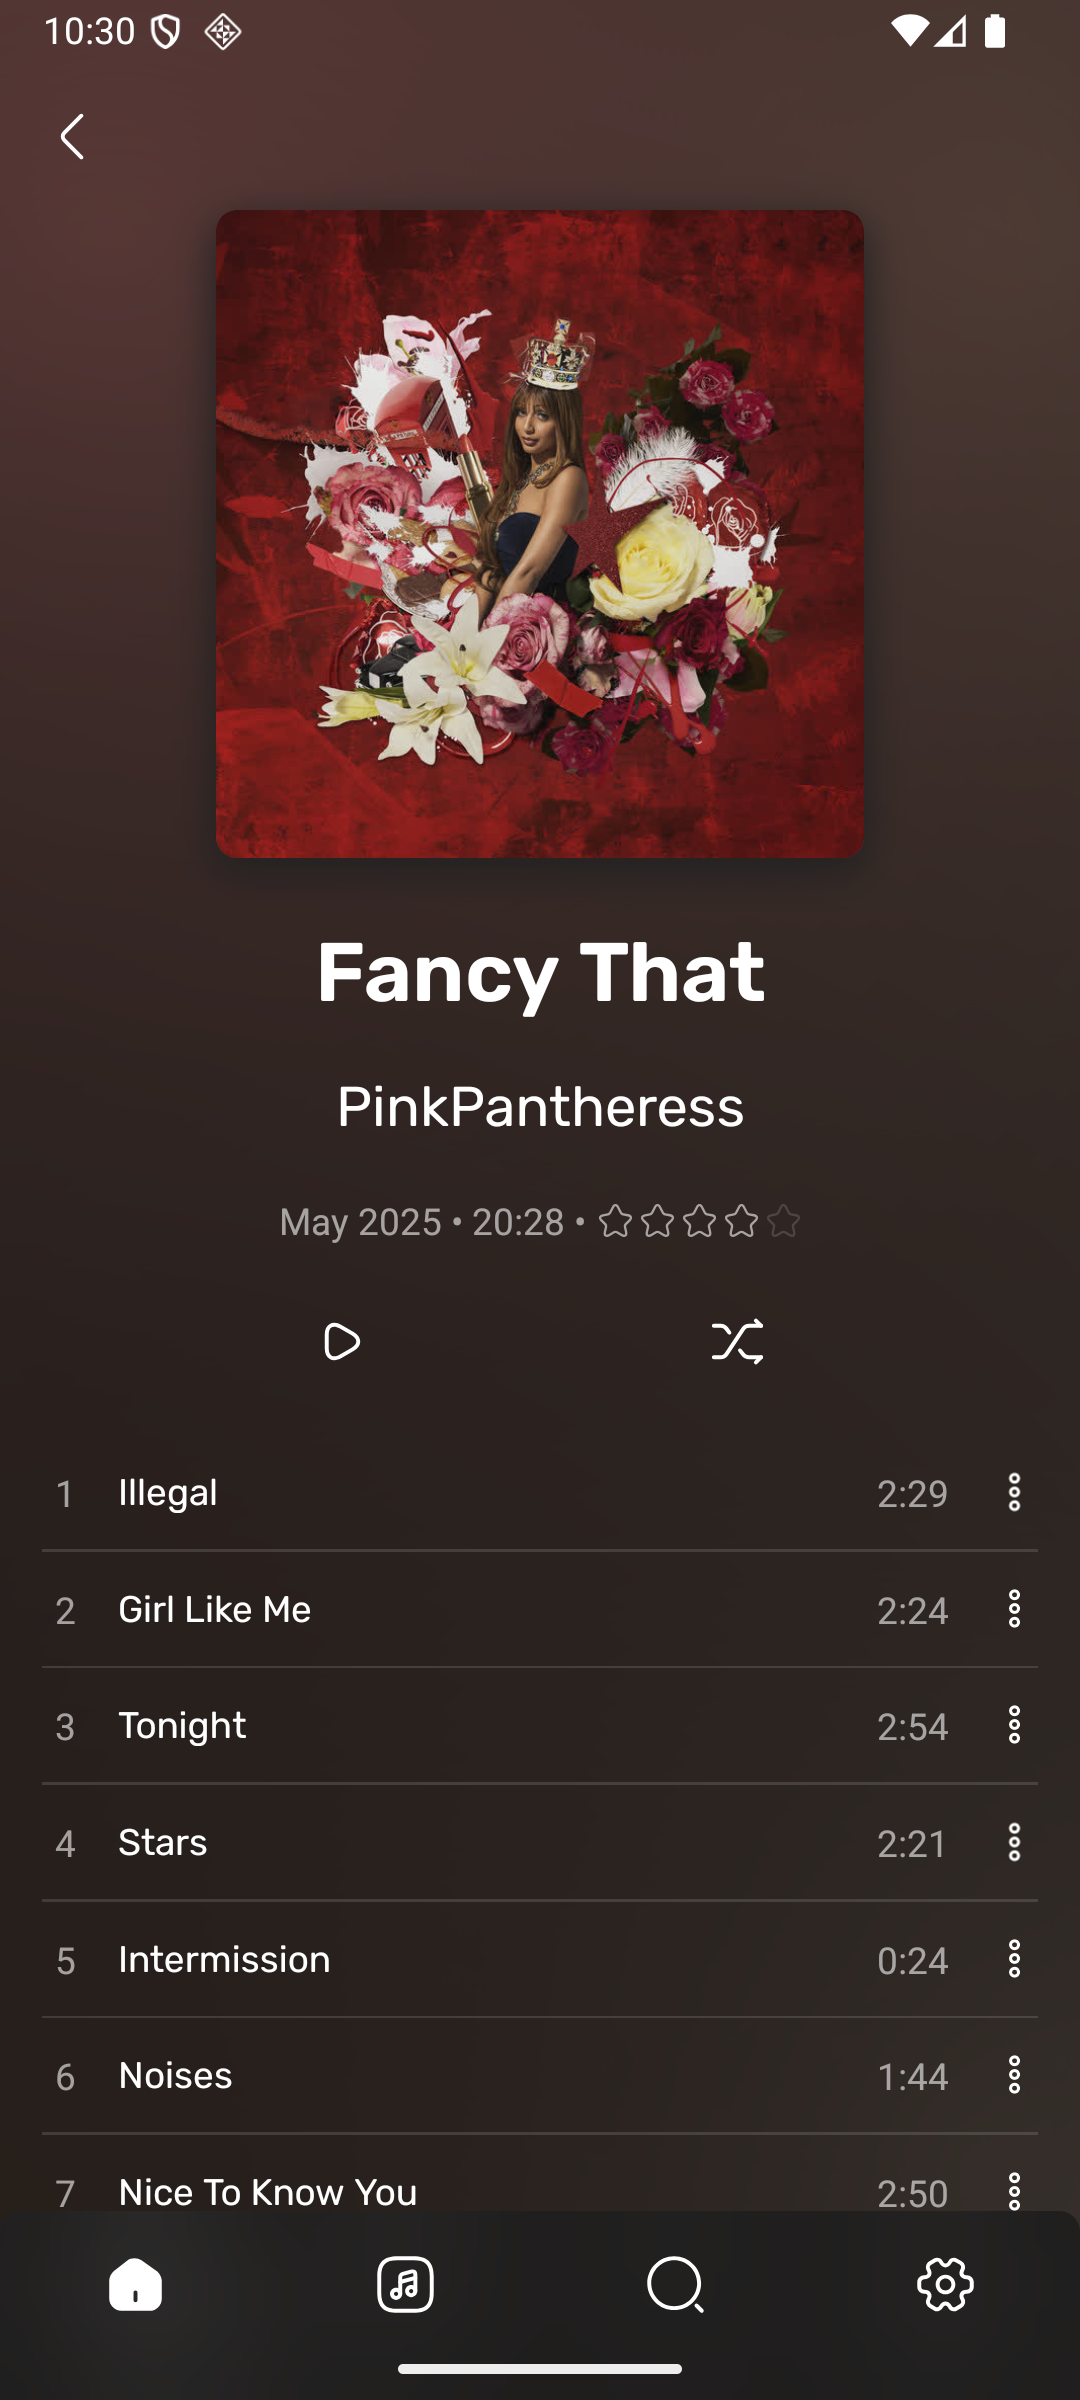 10:30
Fancy That
PinkPantheress
May 2025 • 20:28 •
1 Illegal 2:29
2 Girl Like Me 2:24
3 Tonight 2:54
4 Stars 2:21
5 Intermission 0:24
6 Noises 1:44
7 Nice To Know You 2:50